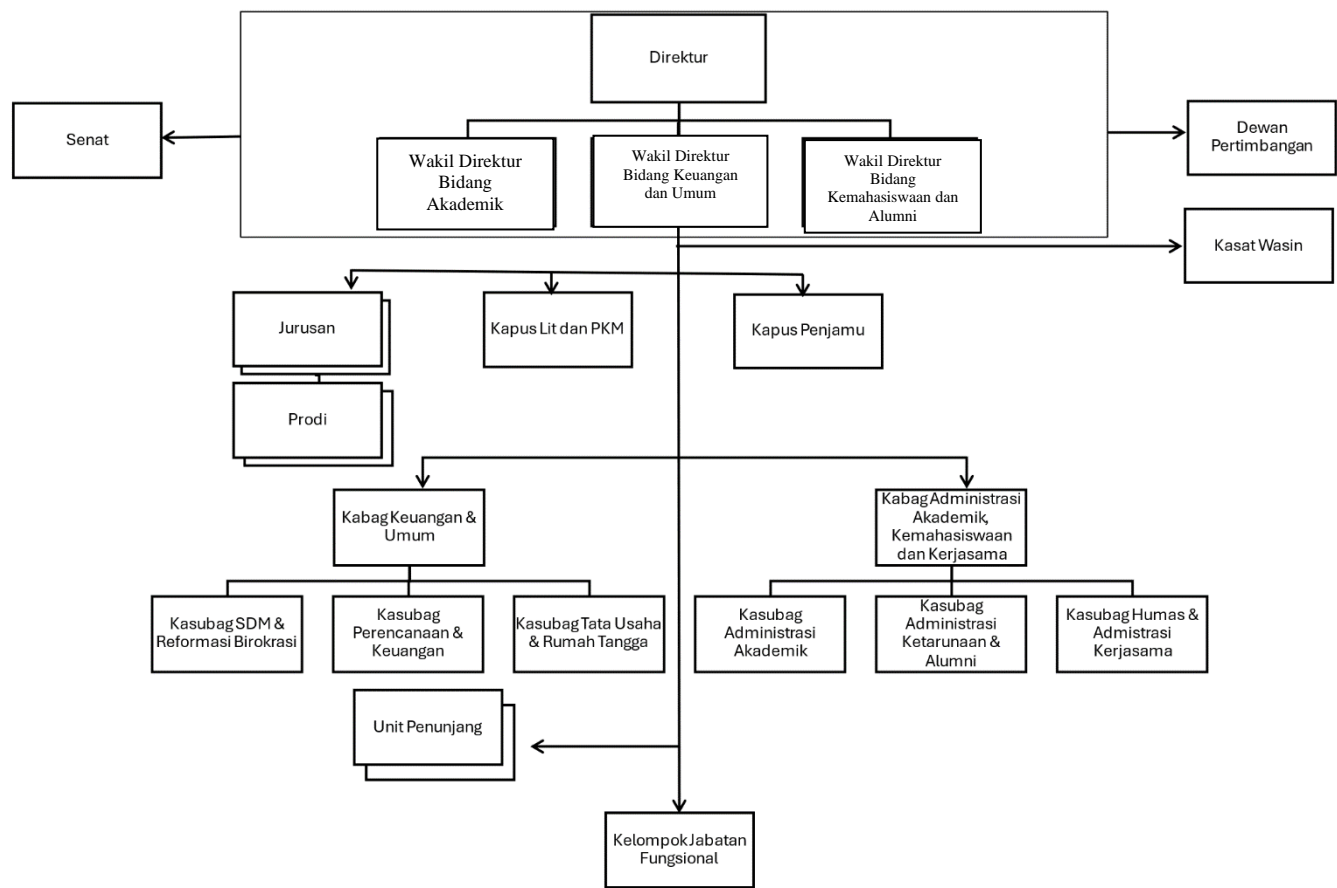 Direktur
Senat
Dewan
Pertimbangan
Wakil Direktur
Bidang
Akademik
Wakil Direktur
Bidang Keuangan
dan Umum
Wakil Direktur
Bidang
Kemahasiswaan dan
Alumni
Kasat Wasin
Jurusan
Kapus Lit dan PKM
Kapus Penjamu
Prodi
Kabag Keuangan &
Umum
Kabag Administrasi
Akademik,
Kemahasiswaan
dan Kerjasama
Kasubag SDM &
Reformasi Birokrasi
Kasubag
Perencanaan &
Keuangan
Kasubag Tata Usaha
& Rumah Tangga
Kasubag
Administrasi
Akademik
Kasubag
Administrasi
Ketarunaan &
Alumni
Kasubag Humas &
Admistrasi
Kerjasama
Unit Penunjang
Kelompok Jabatan
Fungsional